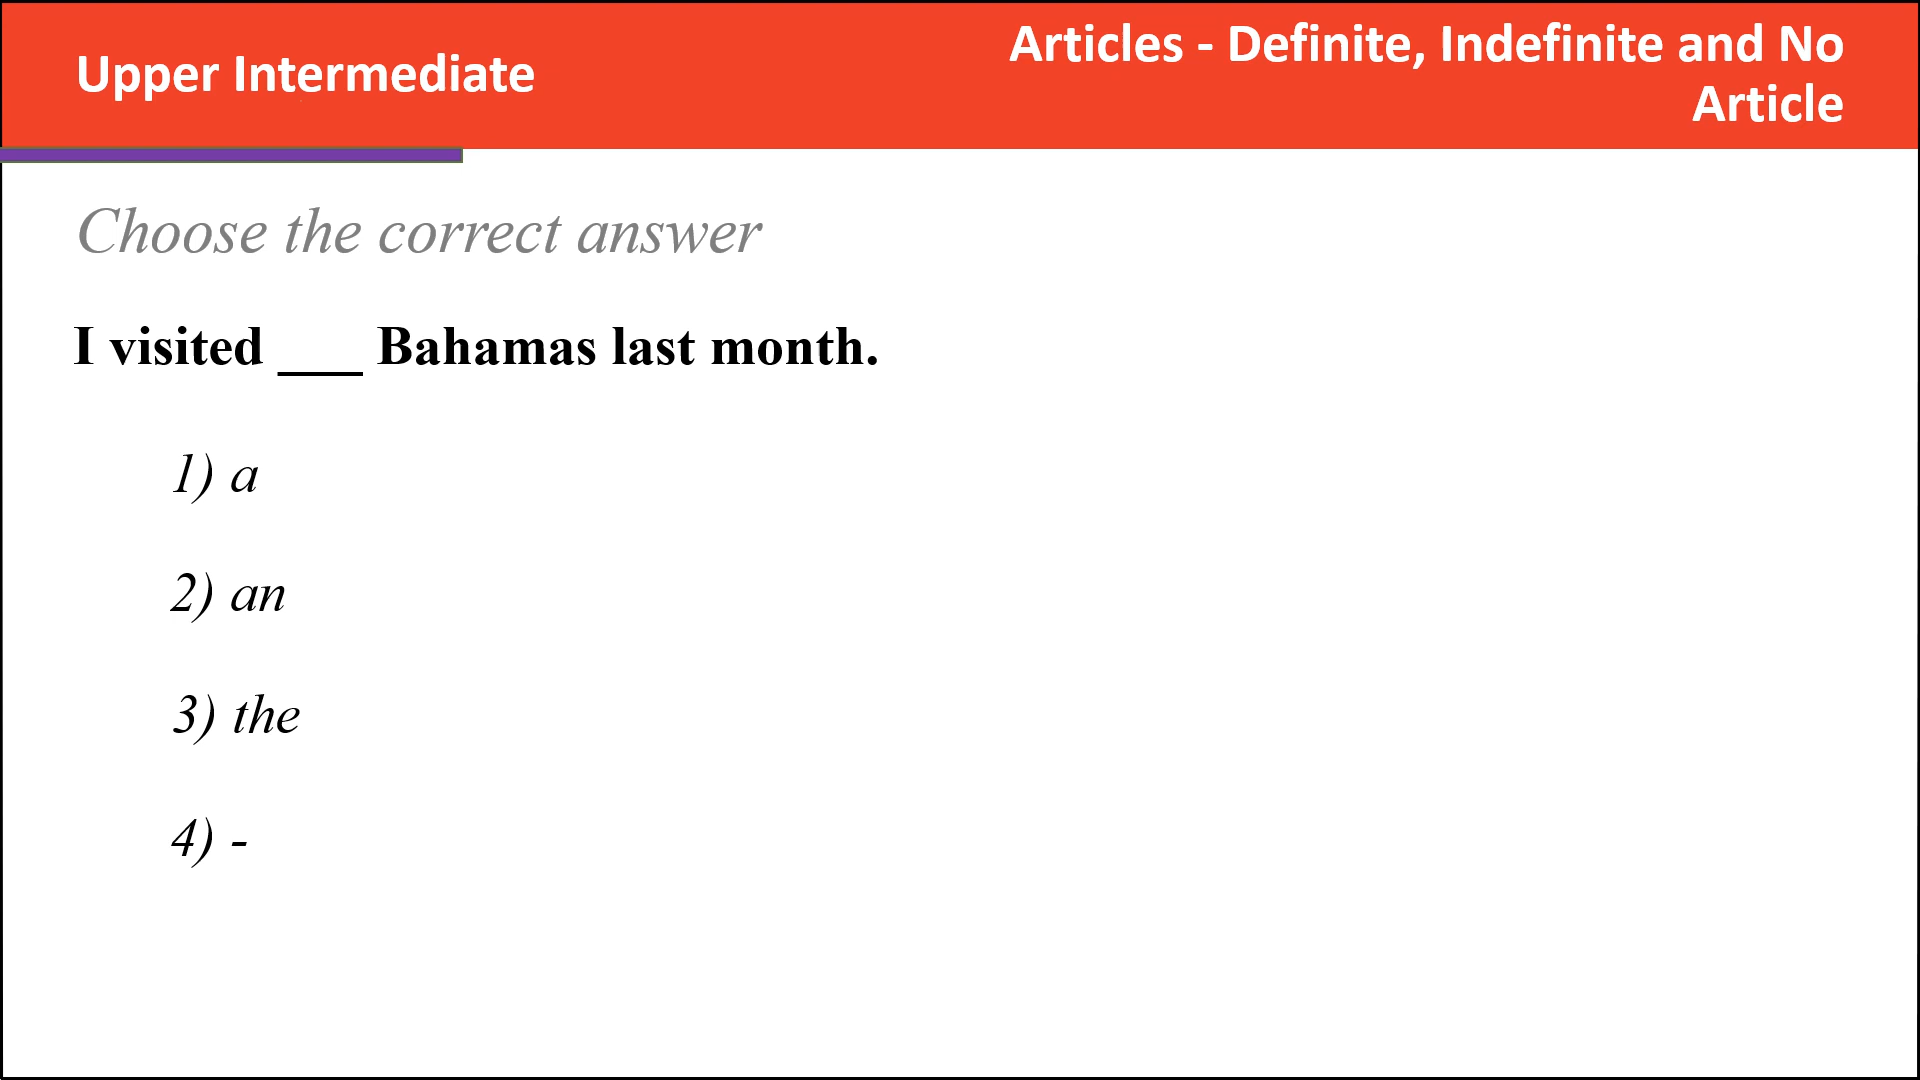 Upper Intermediate
Articles - Definite, Indefinite and No
Article
Choose the correct answer
I visited ___ Bahamas last month.
1) a
2) an
3) the
4) -